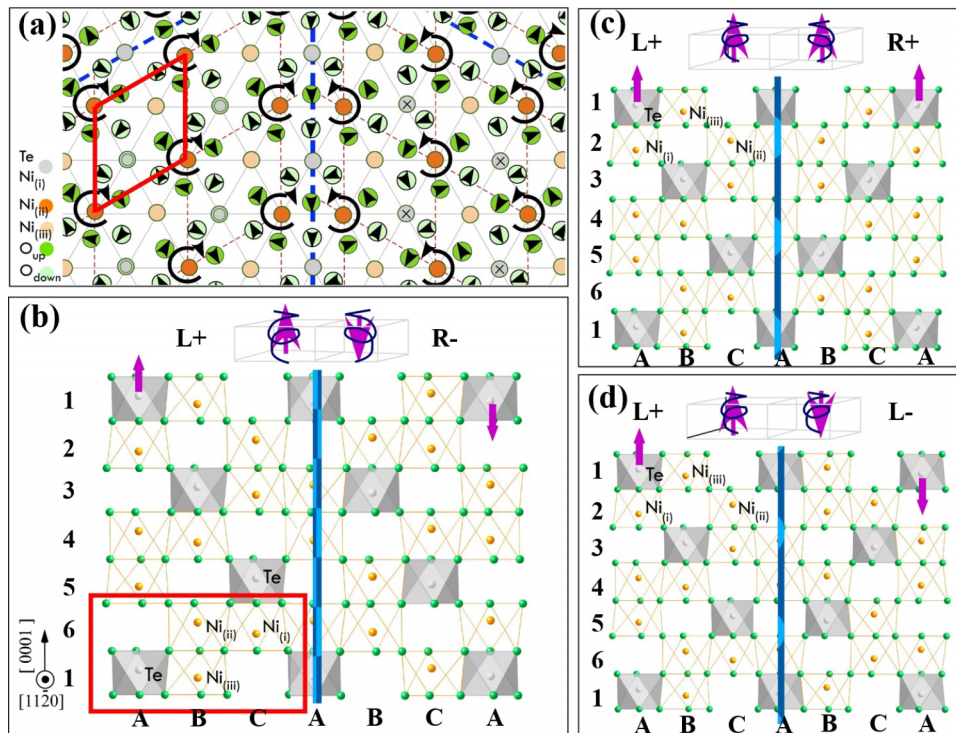 (a)
Te
Ni(i)
Ni(ii)
Ni(iii)
Oup
Odown
(b)
L+
R-
1
2
3
4
5
Te
6
Ni(ii)
Ni(i)
1
Te
Ni(iii)
[0001]
[1120]
A B C A B C A
(c)
L+
R+
1
Te
Ni(iii)
2
Ni(i)
Ni(ii)
3
4
5
6
1
A B C A B C A
(d)
L+
L-
1
Te
Ni(iii)
2
Ni(i)
Ni(ii)
3
4
5
6
1
A B C A B C A